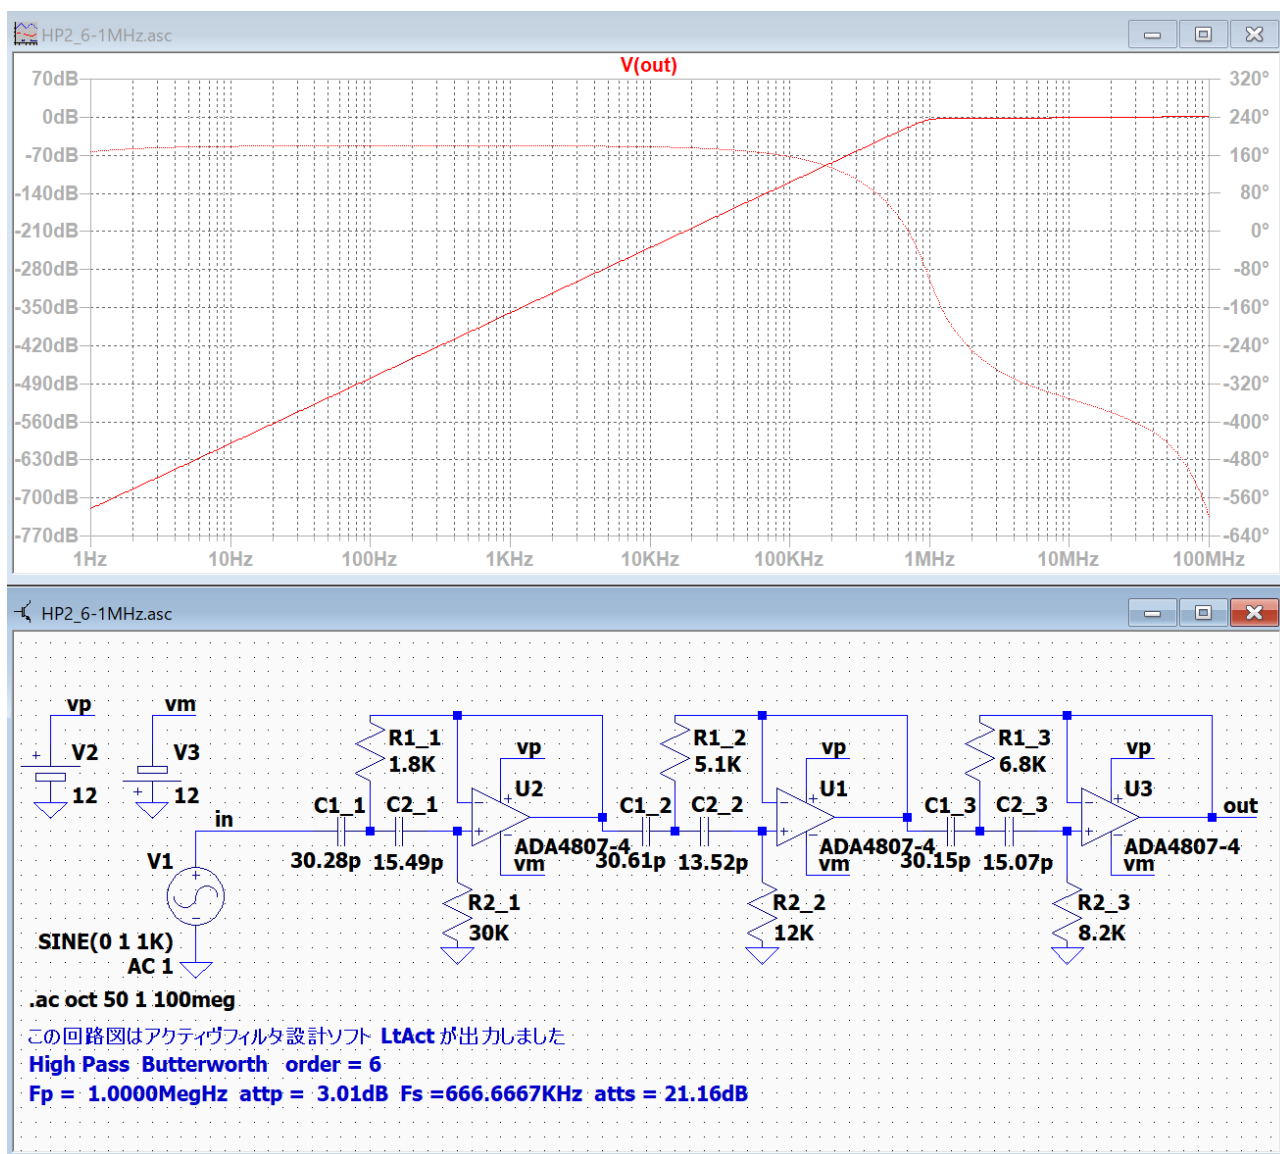 HP2_6-1MHz.asc
V(out)
70dB 320°
0dB 240°
-70dB 160°
-140dB 80°
-210dB 0°
-280dB -80°
-350dB -160°
-420dB -240°
-490dB -320°
-560dB -400°
-630dB -480°
-700dB -560°
-770dB -640°
1Hz 10Hz 100Hz 1KHz 10KHz 100KHz 1MHz 10MHz 100MHz
HP2_6-1MHz.asc
vp vm
V2 V3
12 12
in
V1
SINE(0 1 1K)
AC 1
R1_1
1.8K
C1_1 C2_1
30.28p 15.49p
vp
U2
ADA4807-4
vm
R2_1
30K
R1_2
5.1K
C1_2 C2_2
30.61p 13.52p
vp
U1
ADA4807-4
vm
R2_2
12K
R1_3
6.8K
C1_3 C2_3
30.15p 15.07p
vp
U3
ADA4807-4
vm
R2_3
8.2K
out
.ac oct 50 1 100meg
この回路図はアクティヴフィルタ設計ソフト LtAct が出力しました
High Pass Butterworth order = 6
Fp = 1.0000MegHz attp = 3.01dB Fs =666.6667KHz atts = 21.16dB